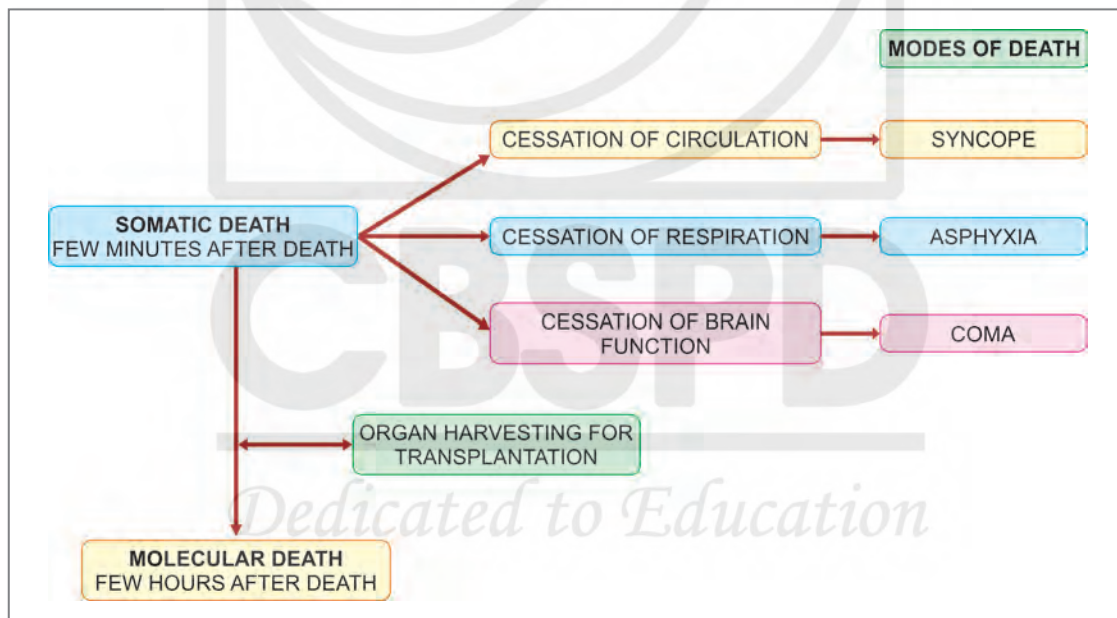 MODES OF DEATH
CESSATION OF CIRCULATION
SYNCOPE
SOMATIC DEATH
FEW MINUTES AFTER DEATH
CESSATION OF RESPIRATION
ASPHYXIA
CESSATION OF BRAIN
FUNCTION
COMA
ORGAN HARVESTING FOR
TRANSPLANTATION
MOLECULAR DEATH
FEW HOURS AFTER DEATH
CBSPD
Dedicated to Education